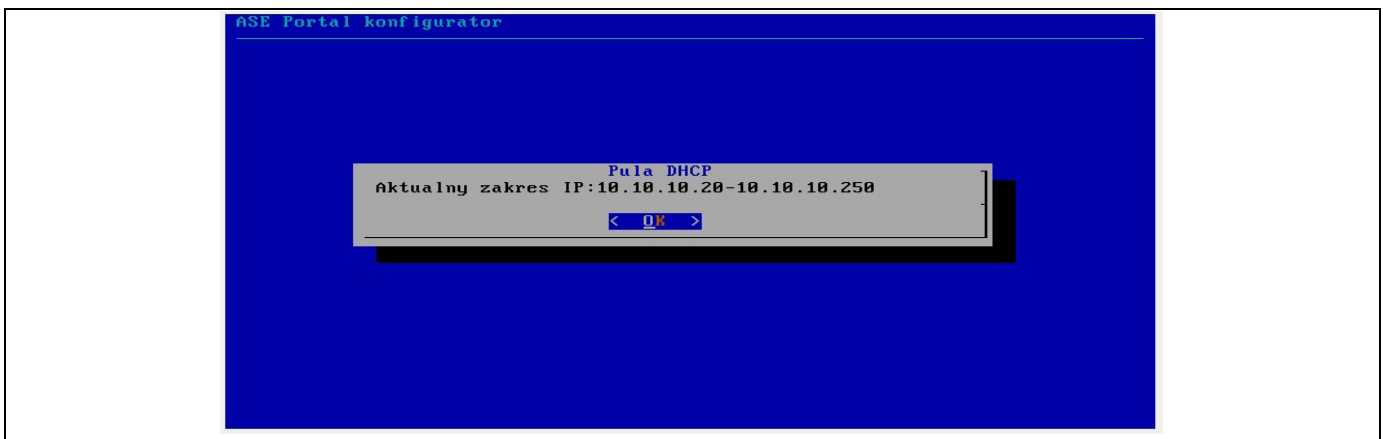 ASE Portal konfigurator
Pula DHCP
Aktualny zakres IP:10.10.10.20-10.10.10.250
< OK >